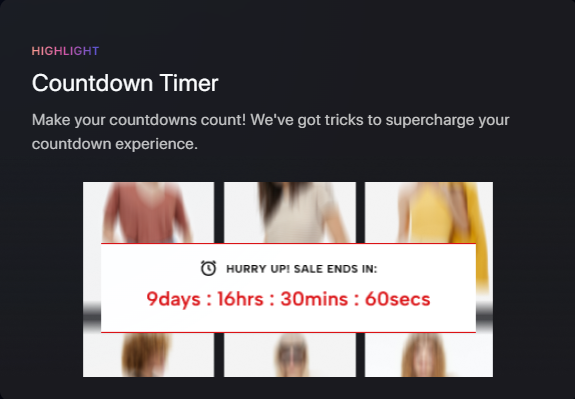 HIGHLIGHT
Countdown Timer
Make your countdowns count! We've got tricks to supercharge your
countdown experience.
HURRY UP! SALE ENDS IN:
9days : 16hrs : 30mins : 60secs